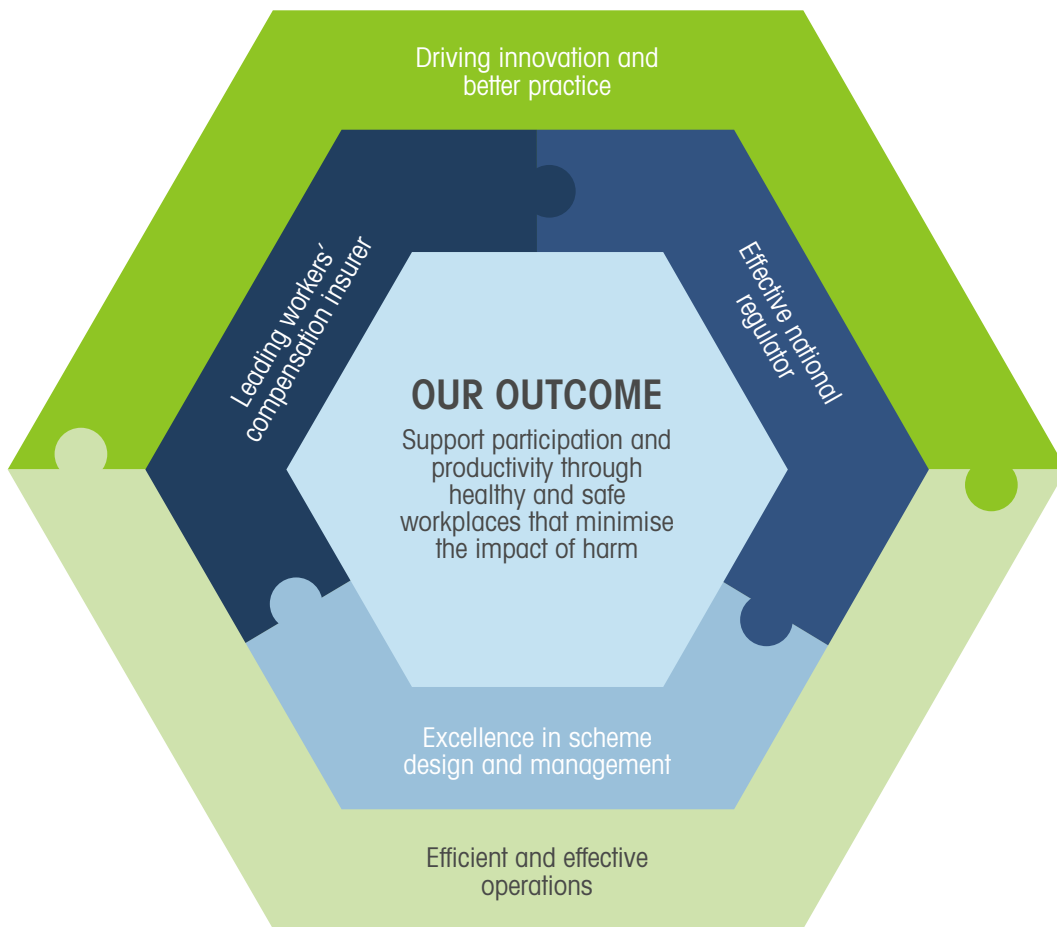 Driving innovation and
better practice
Leading workers’
compensation insurer
Effective national
regulator
OUR OUTCOME
Support participation and
productivity through
healthy and safe
workplaces that minimise
the impact of harm
Excellence in scheme
design and management
Efficient and effective
operations